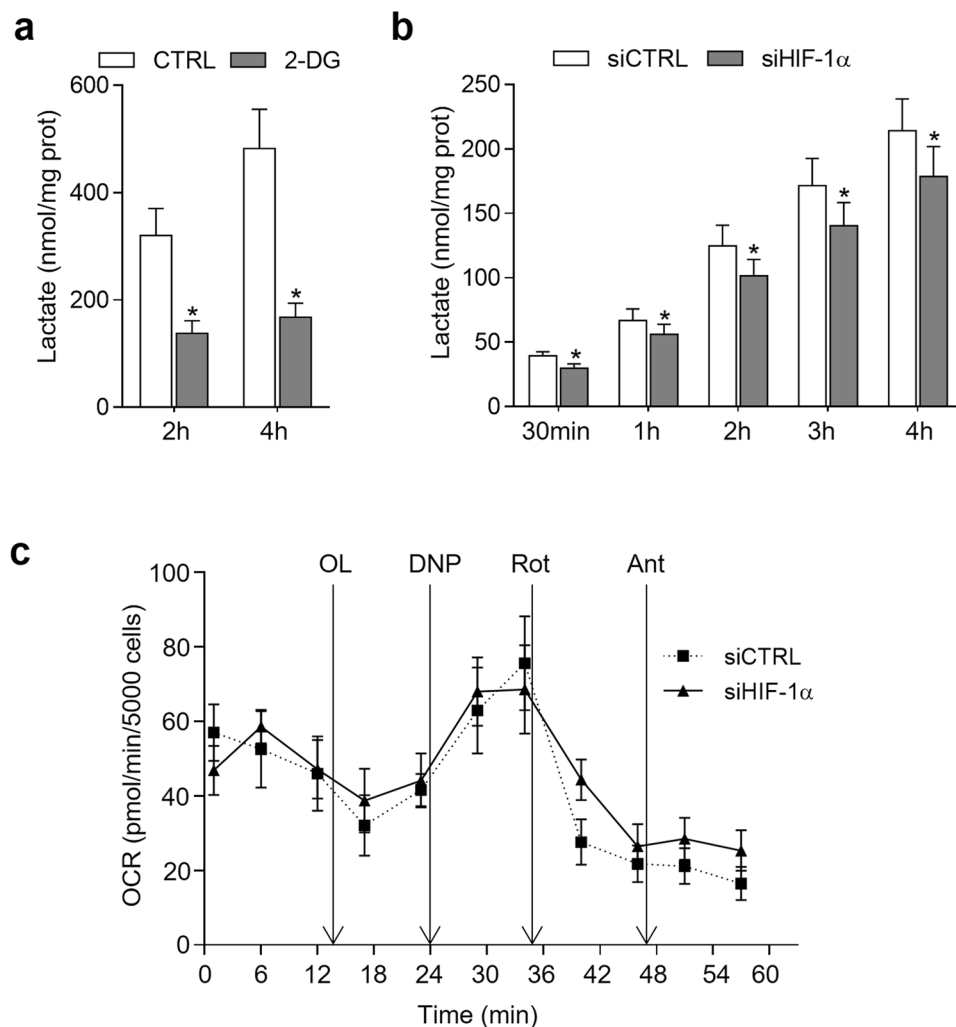 a
CTRL 2-DG
600
400
200
0
Lactate (nmol/mg prot)
* *
2h 4h
b
siCTRL siHIF-1α
250
200
150
100
50
0
Lactate (nmol/mg prot)
* * * * *
30min 1h 2h 3h 4h
c
OL DNP Rot Ant
100
80
60
40
20
0
OCR (pmol/min/5000 cells)
siCTRL
siHIF-1α
0 6 12 18 24 30 36 42 48 54 60
Time (min)